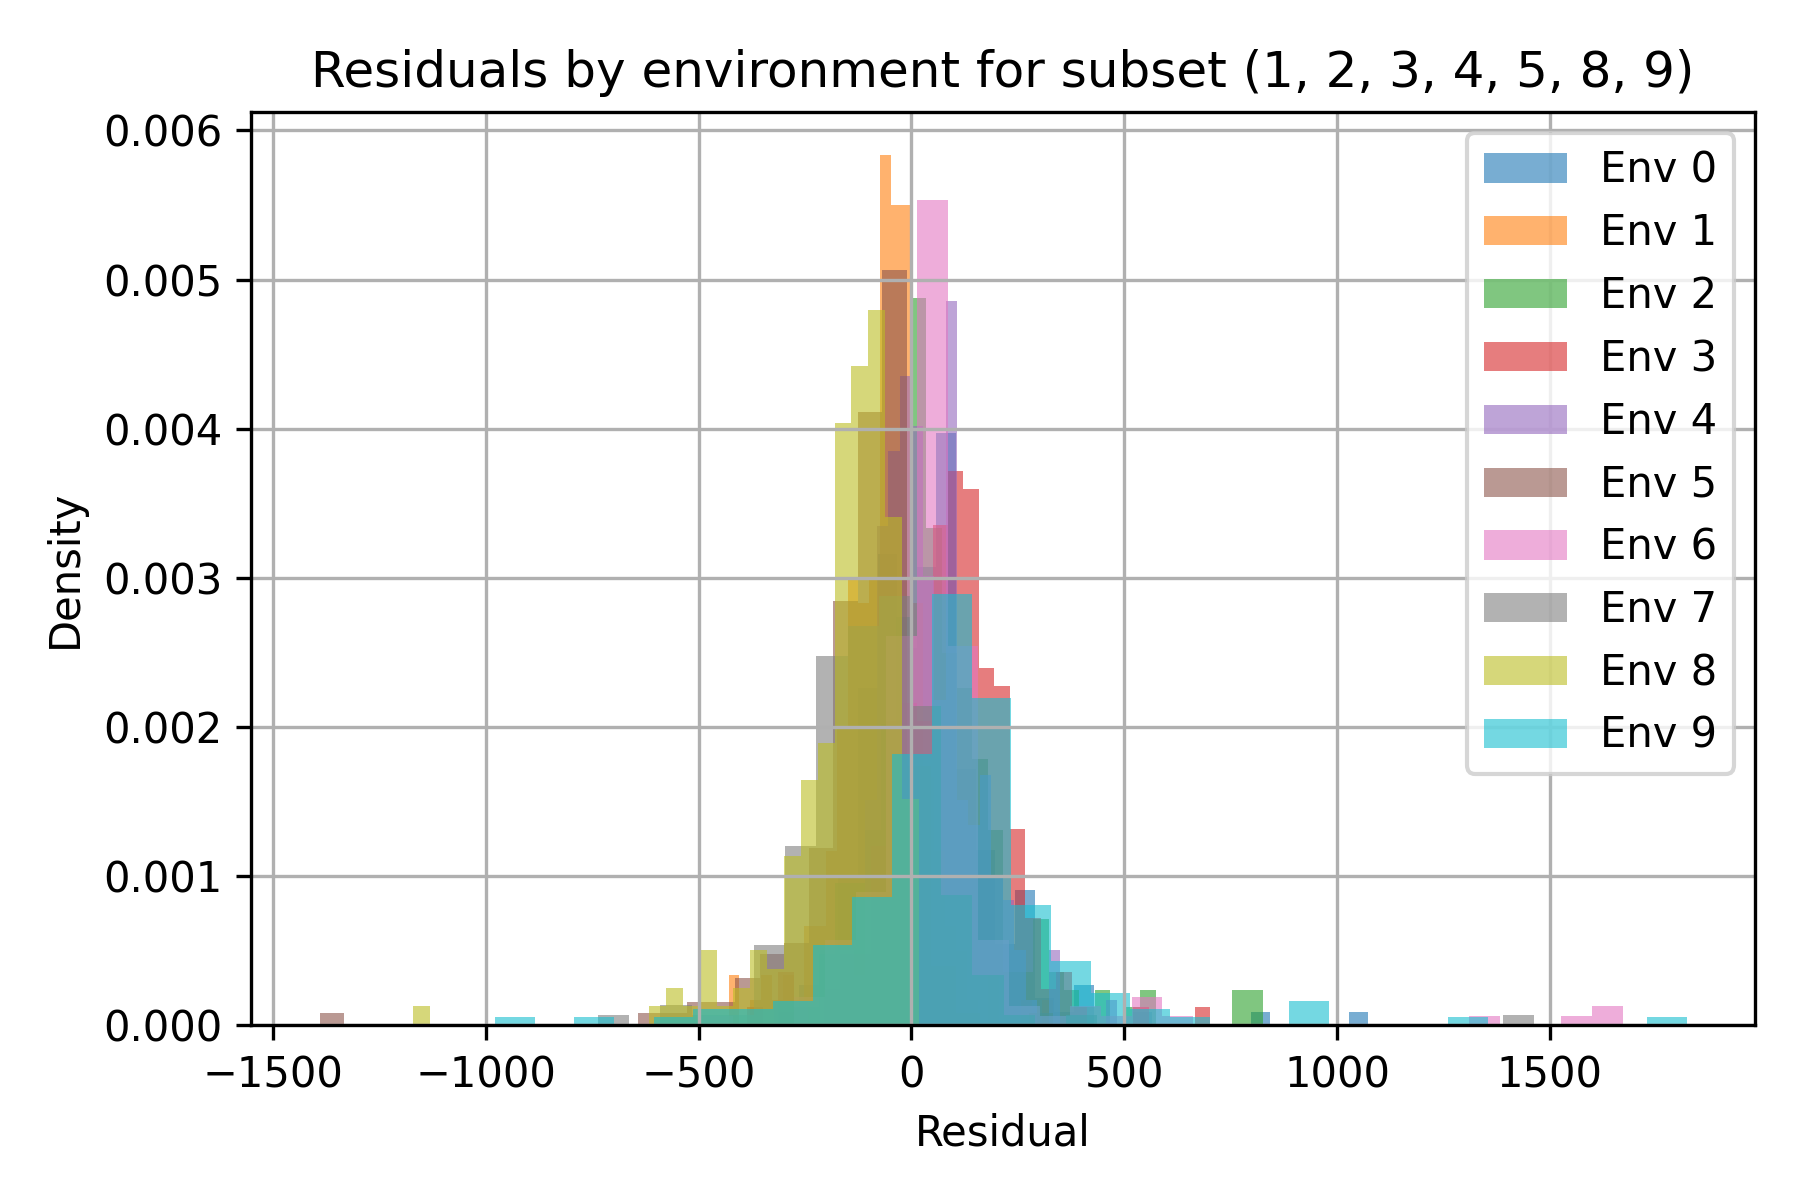 Residuals by environment for subset (1, 2, 3, 4, 5, 8, 9)
0.006
0.005
0.004
0.003
0.002
0.001
0.000
Density
−1500
−1000
−500
0
500
1000
1500
Residual
Env 0
Env 1
Env 2
Env 3
Env 4
Env 5
Env 6
Env 7
Env 8
Env 9